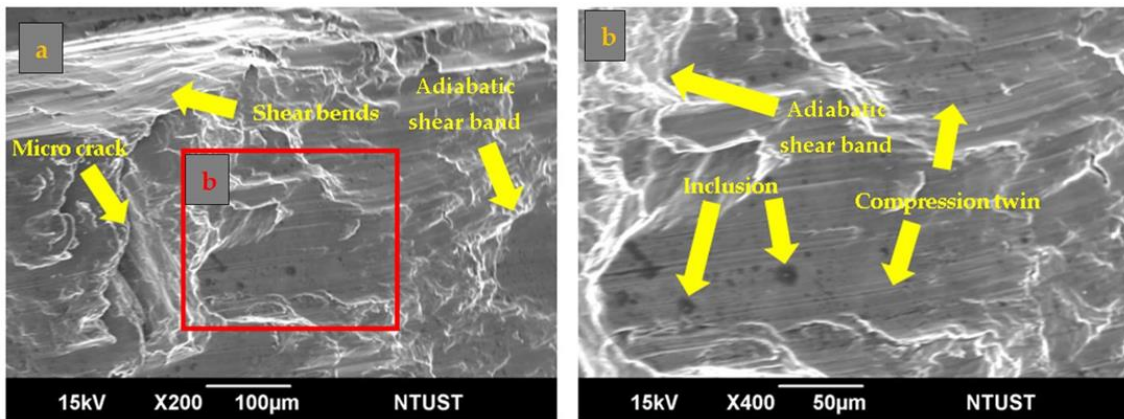 a
Adiabatic
shear band
Shear bends
Micro crack
b
15kV X200 100μm NTUST
b
Adiabatic
shear band
Inclusion
Compression twin
15kV X400 50μm NTUST